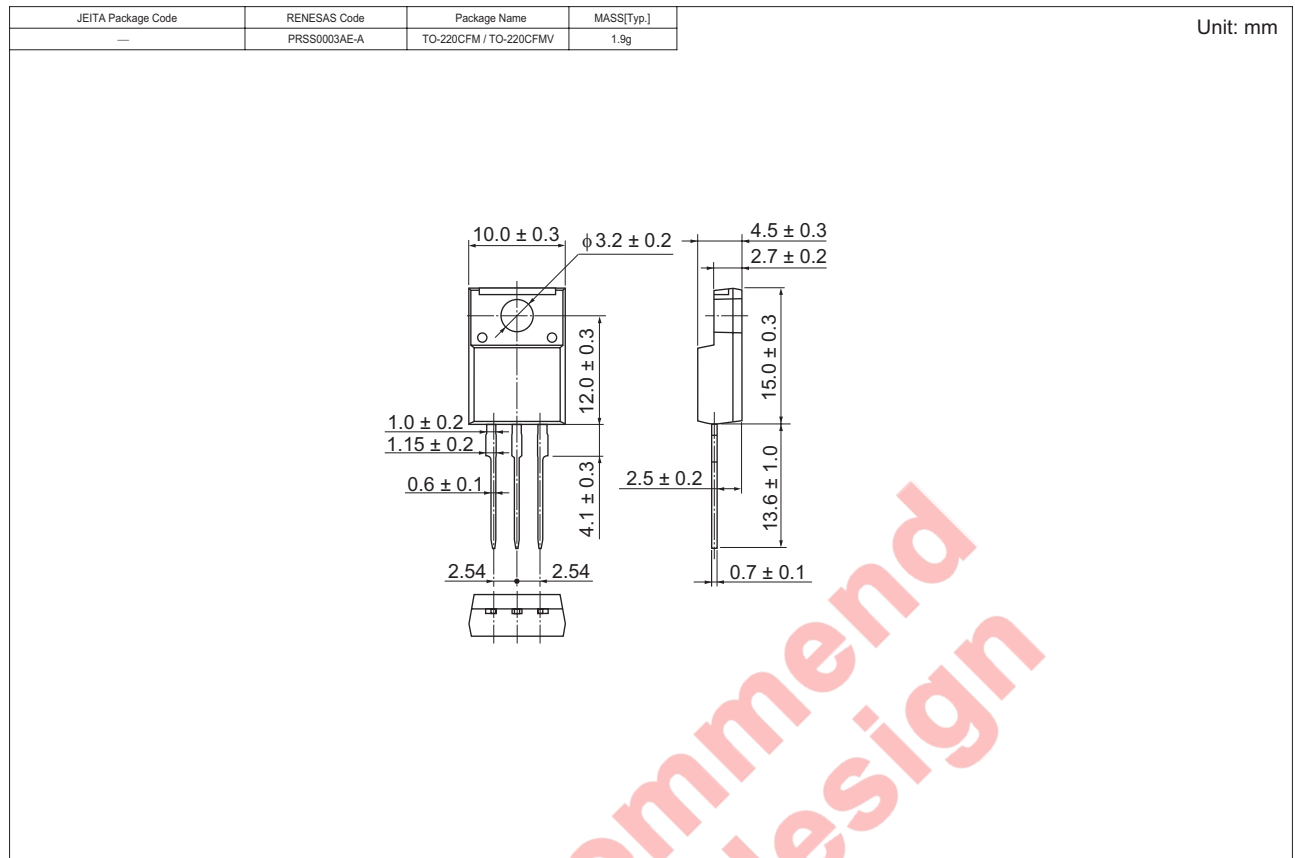 JEITA Package Code RENESAS Code Package Name MASS[Typ.]
— PRSS0003AE-A TO-220CFM / TO-220CFMV 1.9g
Unit: mm
10.0 ± 0.3
ϕ 3.2 ± 0.2
4.5 ± 0.3
2.7 ± 0.2
12.0 ± 0.3
15.0 ± 0.3
1.0 ± 0.2
1.15 ± 0.2
0.6 ± 0.1
4.1 ± 0.3
2.5 ± 0.2
13.6 ± 1.0
2.54 2.54
0.7 ± 0.1
ommend
design